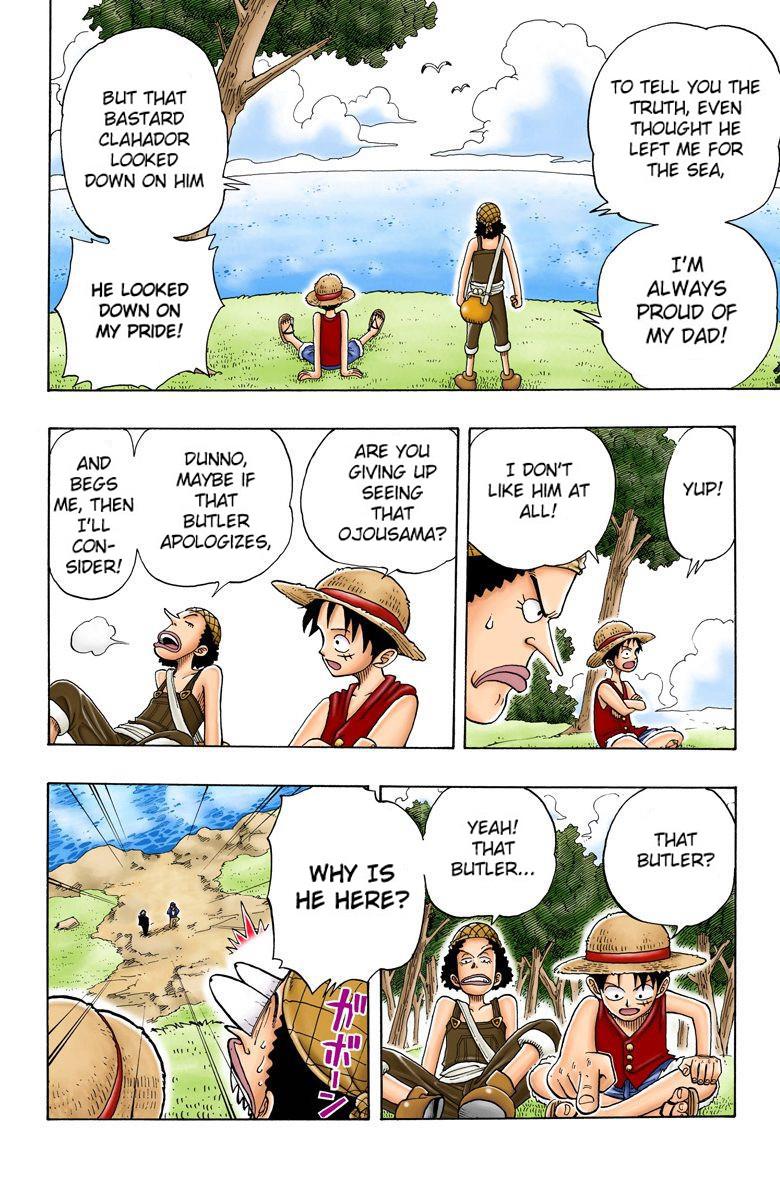 TO TELL YOU THE
TRUTH, EVEN
THOUGHT HE
LEFT ME FOR
THE SEA,
I'M
ALWAYS
PROUD OF
MY DAD!
BUT THAT
BASTARD
CLAHADOR
LOOKED
DOWN ON HIM
HE LOOKED
DOWN ON
MY PRIDE!
YUP!
I DON'T
LIKE HIM AT
ALL!
ARE YOU
GIVING UP
SEEING
THAT
OJOUSAMA?
DUNNO,
MAYBE IF
THAT
BUTLER
APOLOGIZES,
AND
BEGS
ME, THEN
I'LL
CON-
SIDER!
THAT
BUTLER?
YEAH!
THAT
BUTLER...
WHY IS
HE HERE?
ガボーン